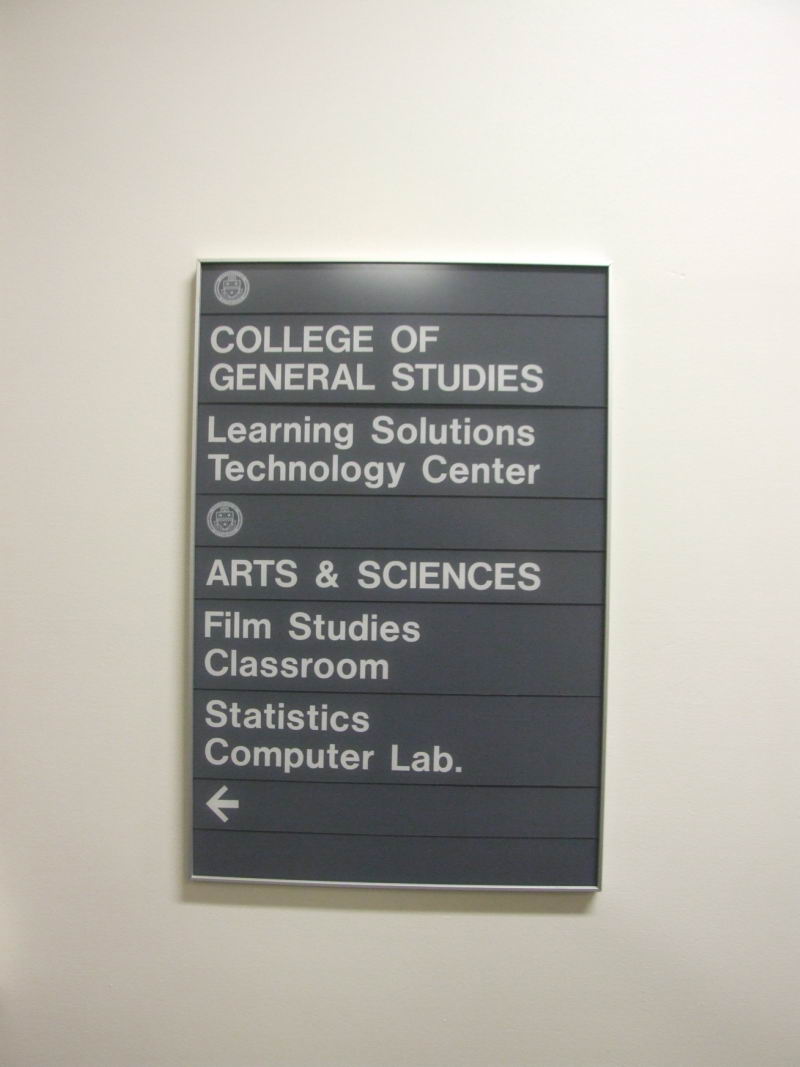 COLLEGE OF
GENERAL STUDIES
Learning Solutions
Technology Center
ARTS & SCIENCES
Film Studies
Classroom
Statistics
Computer Lab.